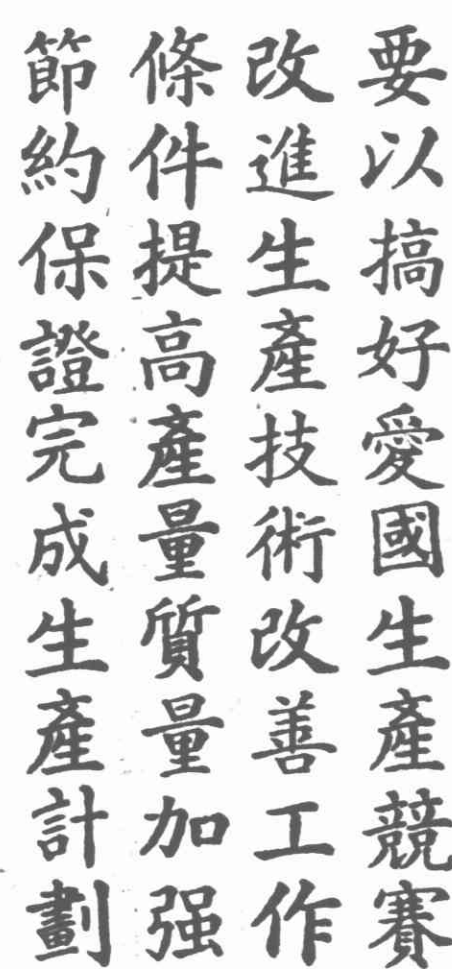 要以搞好愛國生產競賽
改進生產技術改善工作
條件提高產量質量加强
節約保證完成生產計劃